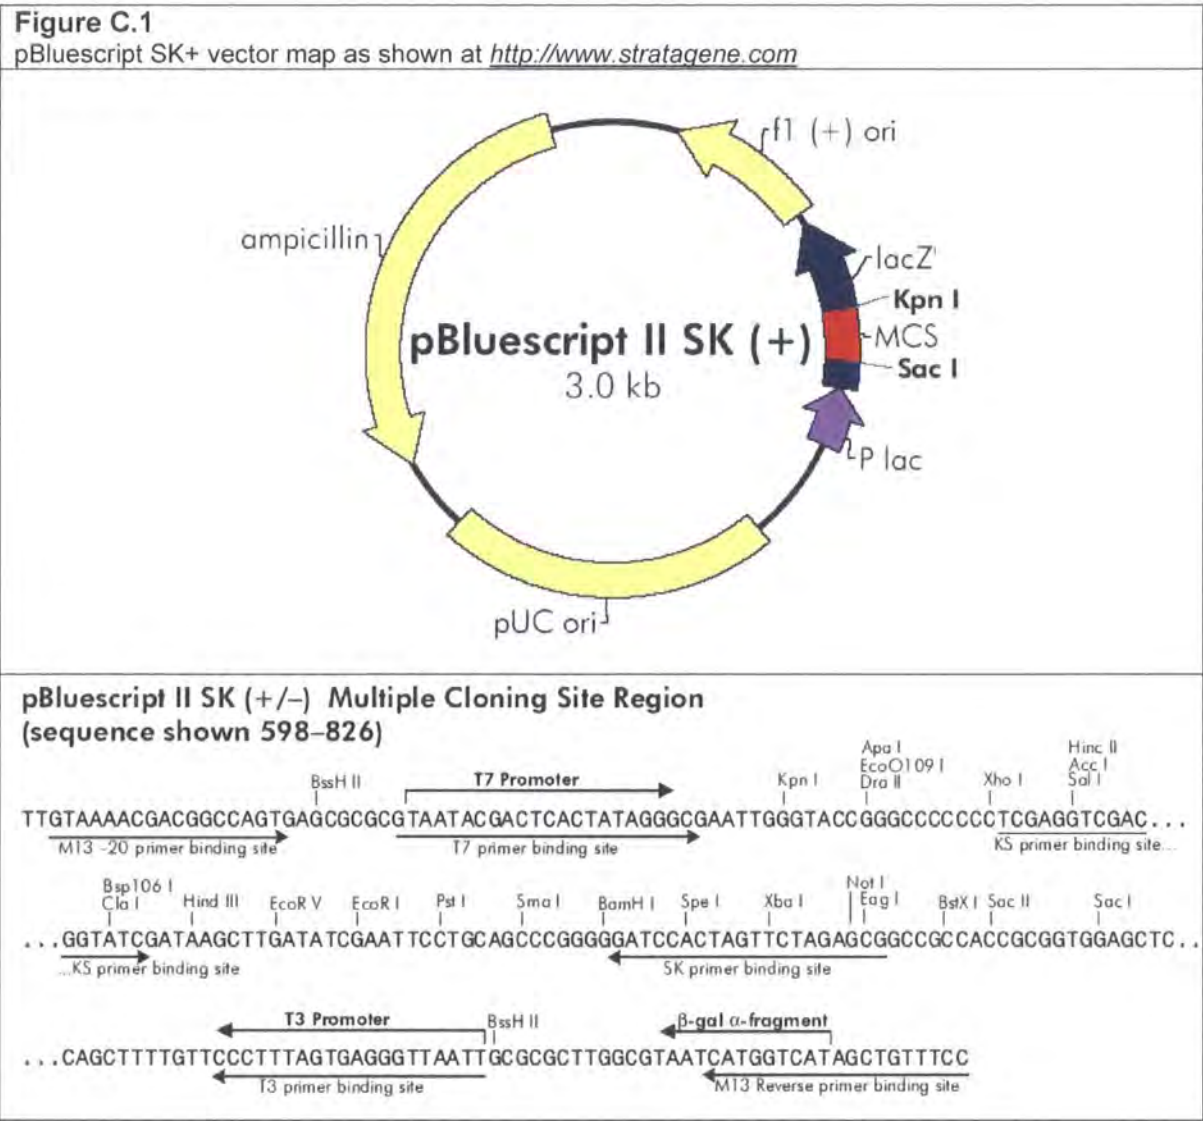 Figure C.1
pBluescript SK+ vector map as shown at http://www.stratagene.com
f1 (+) ori
ampicillin
lacZ'
Kpn I
pBluescript II SK (+)
MCS
3.0 kb
Sac I
P lac
pUC ori
pBluescript II SK (+/–) Multiple Cloning Site Region
(sequence shown 598–826)
Apa I Hinc II
BssH II T7 Promoter Kpn I EcoO109 I Xho I Acc I
Dra II Sal I
TTGTAAAACGACGGCCAGTGAGCGCGCGTAATACGACTCACTATAGGGCGAATTGGGTACCGGGCCCCCCCTCGAGGTCGAC...
M13 -20 primer binding site T7 primer binding site KS primer binding site...
Bsp106 I Not I
Cla I Hind III EcoR V EcoR I Pst I Sma I BamH I Spe I Xba I Eag I BstX I Sac II Sac I
...GGTATCGATAAGCTTGATATCGAATTCCTGCAGCCCGGGGGATCCACTAGTTCTAGAGCGGCCGCCACCGCGGTGGAGCTC..
...KS primer binding site SK primer binding site
T3 Promoter BssH II β-gal α-fragment
...CAGCTTTTGTTCCCTTTAGTGAGGGTTAATTGCGCGCTTGGCGTAATCATGGTCATAGCTGTTTCC
T3 primer binding site M13 Reverse primer binding site